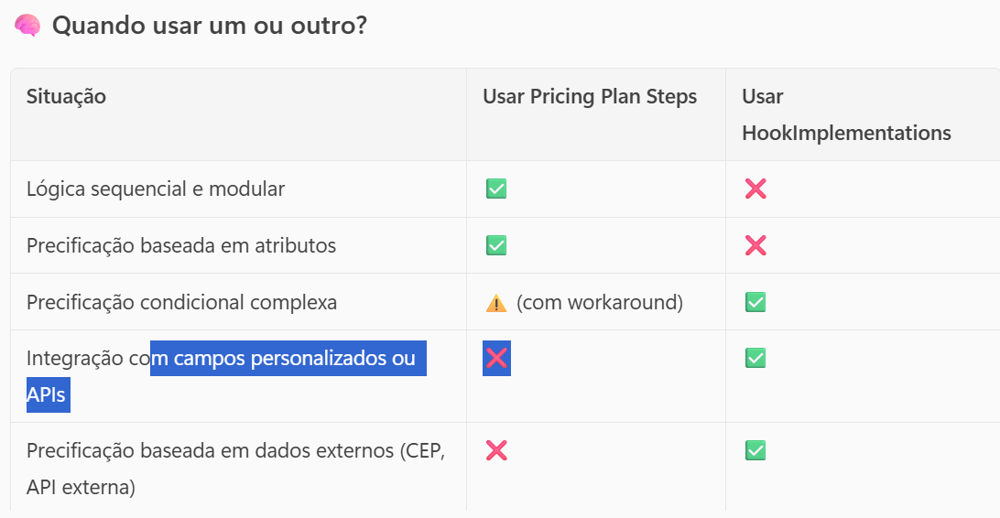 🧠 Quando usar um ou outro?
Situação
Usar Pricing Plan Steps
Usar
HookImplementations
Lógica sequencial e modular
✅
❌
Precificação baseada em atributos
✅
❌
Precificação condicional complexa
⚠️ (com workaround)
✅
Integração com campos personalizados ou
APIs
❌
✅
Precificação baseada em dados externos (CEP,
API externa)
❌
✅